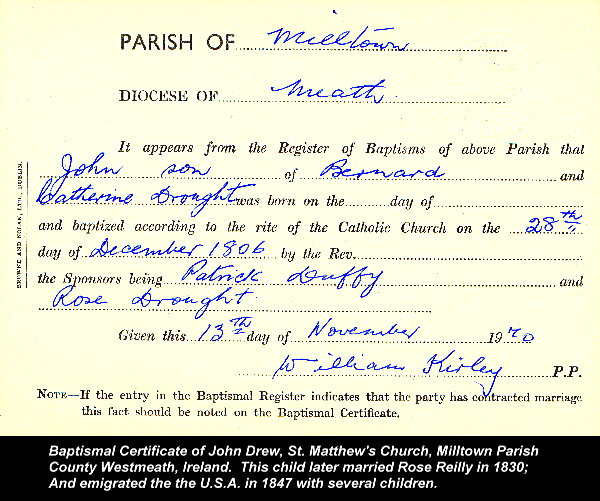 PARISH OF Milltown
DIOCESE OF Meath
It appears from the Register of Baptisms of above Parish that
John son of Bernard and
Catherine Drought was born on the day of
and baptized according to the rite of the Catholic Church on the 28th
day of December 1806 by the Rev.
the Sponsors being Patrick Duffy and
Rose Drought
Given this 13th day of November 1970
William Kirley P.P.
NOTE—If the entry in the Baptismal Register indicates that the party has contracted marriage
this fact should be noted on the Baptismal Certificate.
BROWNE AND NOLAN, LTD., DUBLIN.
Baptismal Certificate of John Drew, St. Matthew's Church, Milltown Parish
County Westmeath, Ireland. This child later married Rose Reilly in 1830;
And emigrated the the U.S.A. in 1847 with several children.